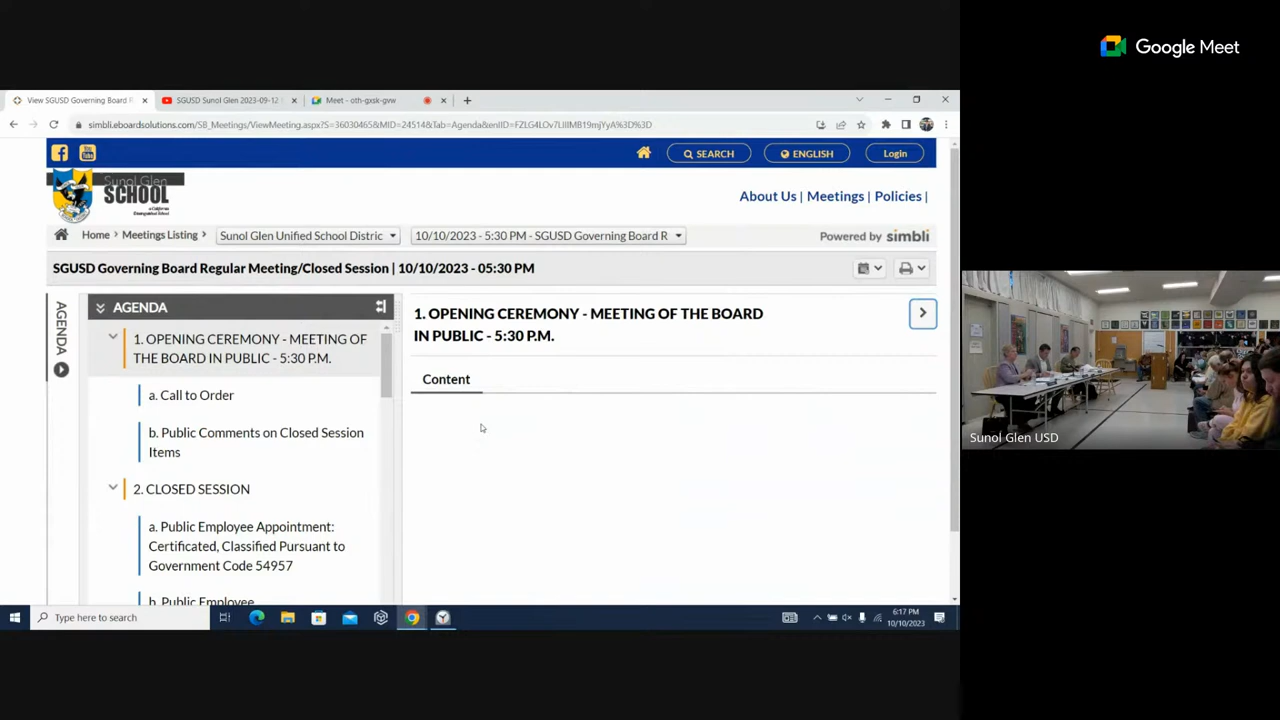 Google Meet
View SGUSD Governing Board R
SGUSD Sunol Glen 2023-09-12
Meet - oth-gxsk-gvw
simbli.eboardsolutions.com/SB_Meetings/ViewMeeting.aspx?S=36030465&MID=24514&Tab=Agenda&enIID=FZLG4LOv7LIIIMB19mjYyA%3D%3D
SEARCH
ENGLISH
Login
Sunol Glen
SCHOOL
About Us | Meetings | Policies |
Home
Meetings Listing
Sunol Glen Unified School Distric
10/10/2023 - 5:30 PM - SGUSD Governing Board R
Powered by simbli
SGUSD Governing Board Regular Meeting/Closed Session | 10/10/2023 - 05:30 PM
AGENDA
AGENDA
1. OPENING CEREMONY - MEETING OF
THE BOARD IN PUBLIC - 5:30 P.M.
a. Call to Order
b. Public Comments on Closed Session
Items
2. CLOSED SESSION
a. Public Employee Appointment:
Certificated, Classified Pursuant to
Government Code 54957
b. Public Employee
1. OPENING CEREMONY - MEETING OF THE BOARD
IN PUBLIC - 5:30 P.M.
Content
Sunol Glen USD
Type here to search
6:17 PM
10/10/2023